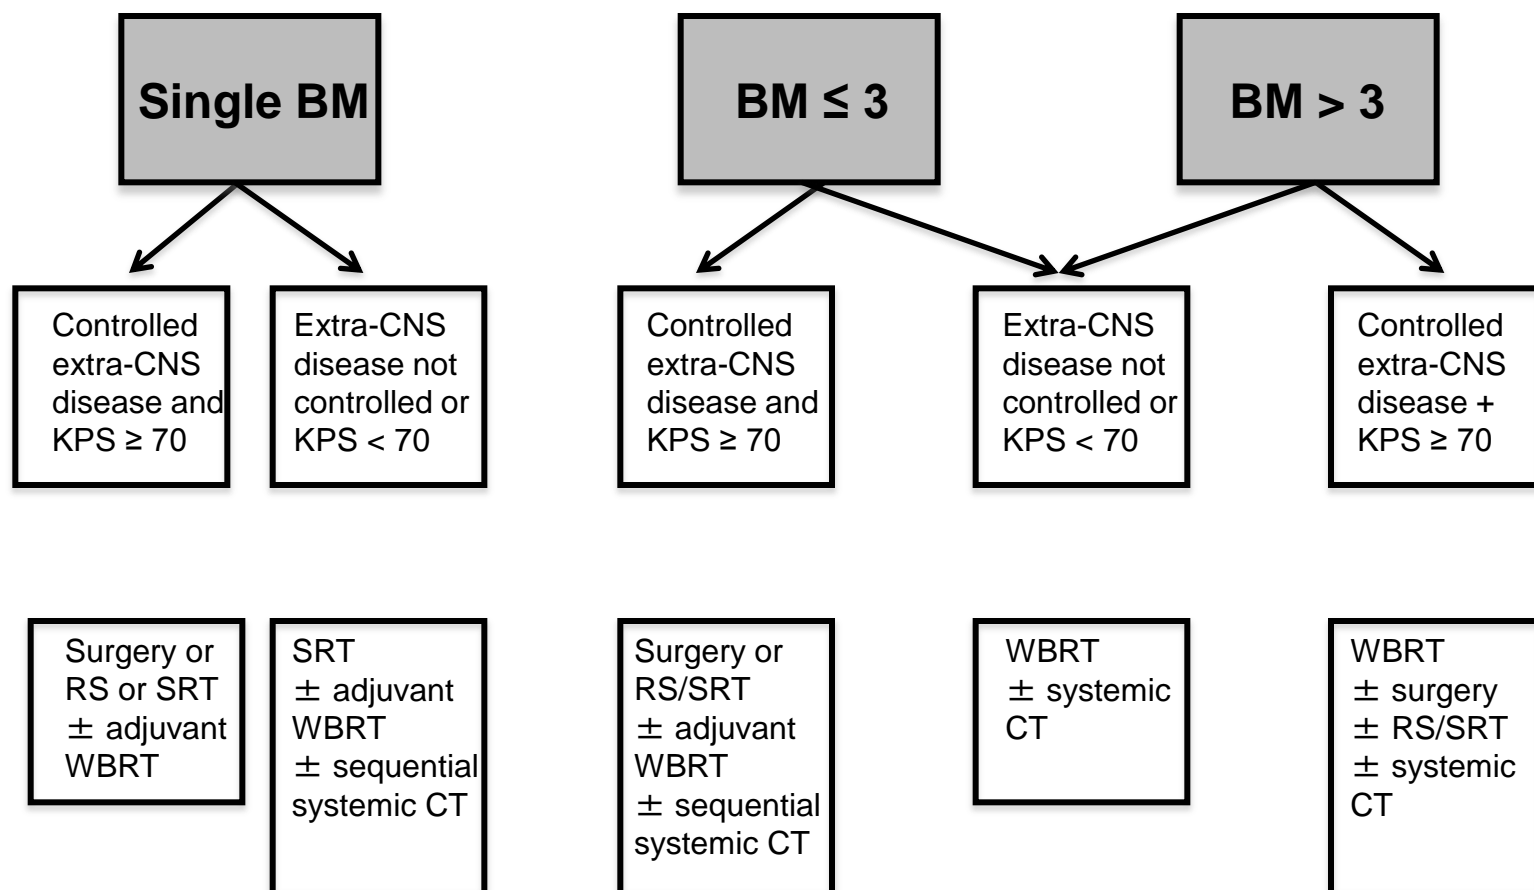 Single BM
BM ≤ 3
BM > 3
Controlled
extra-CNS
disease and
KPS ≥ 70
Extra-CNS
disease not
controlled or
KPS < 70
Controlled
extra-CNS
disease and
KPS ≥ 70
Extra-CNS
disease not
controlled or
KPS < 70
Controlled
extra-CNS
disease +
KPS ≥ 70
Surgery or
RS or SRT
± adjuvant
WBRT
SRT
± adjuvant
WBRT
± sequential
systemic CT
Surgery or
RS/SRT
± adjuvant
WBRT
± sequential
systemic CT
WBRT
± systemic
CT
WBRT
± surgery
± RS/SRT
± systemic
CT